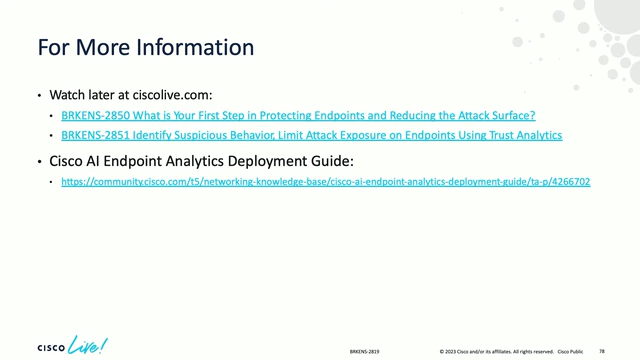 For More Information
• Watch later at ciscolive.com:
• BRKENS-2850 What is Your First Step in Protecting Endpoints and Reducing the Attack Surface?
• BRKENS-2851 Identify Suspicious Behavior, Limit Attack Exposure on Endpoints Using Trust Analytics
• Cisco AI Endpoint Analytics Deployment Guide:
• https://community.cisco.com/t5/networking-knowledge-base/cisco-ai-endpoint-analytics-deployment-guide/ta-p/4266702
CISCO Live!
BRKENS-2819
© 2023 Cisco and/or its affiliates. All rights reserved. Cisco Public
78